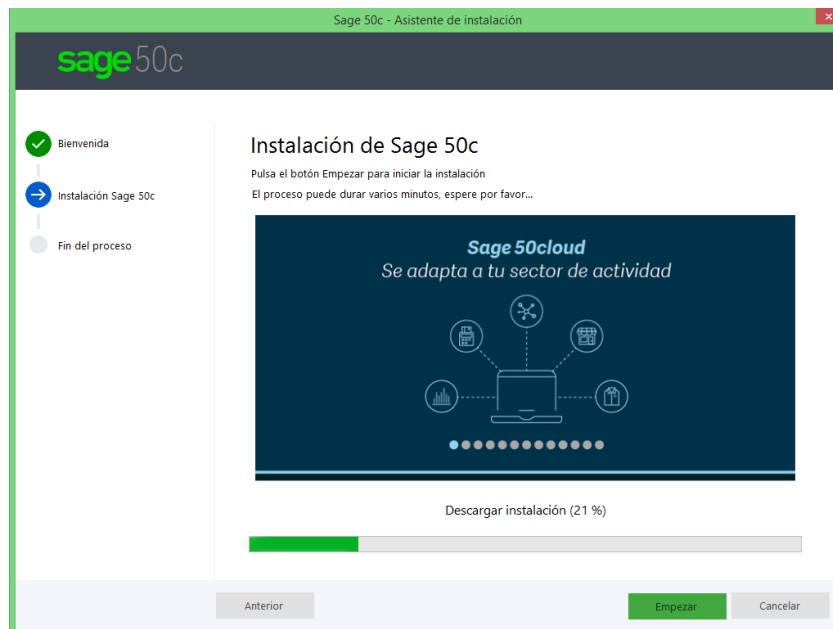 Sage 50c - Asistente de instalación
sage 50c
Bienvenida
Instalación Sage 50c
Fin del proceso
Instalación de Sage 50c
Pulsa el botón Empezar para iniciar la instalación
El proceso puede durar varios minutos, espere por favor...
Sage 50cloud
Se adapta a tu sector de actividad
Descargar instalación (21 %)
Anterior
Empezar
Cancelar